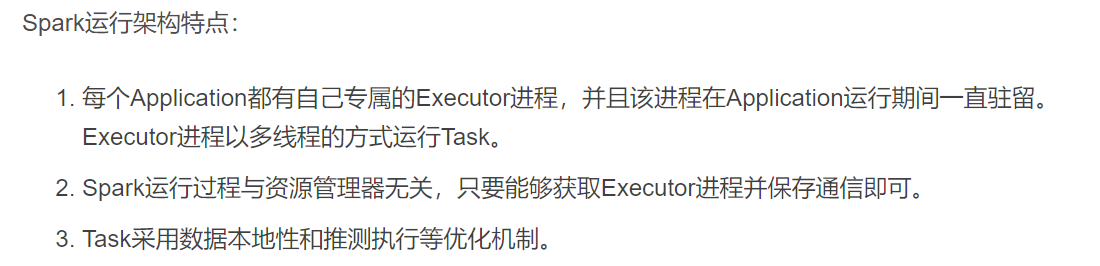 Spark运行架构特点：
1. 每个Application都有自己专属的Executor进程，并且该进程在Application运行期间一直驻留。
Executor进程以多线程的方式运行Task。
2. Spark运行过程与资源管理器无关，只要能够获取Executor进程并保存通信即可。
3. Task采用数据本地性和推测执行等优化机制。